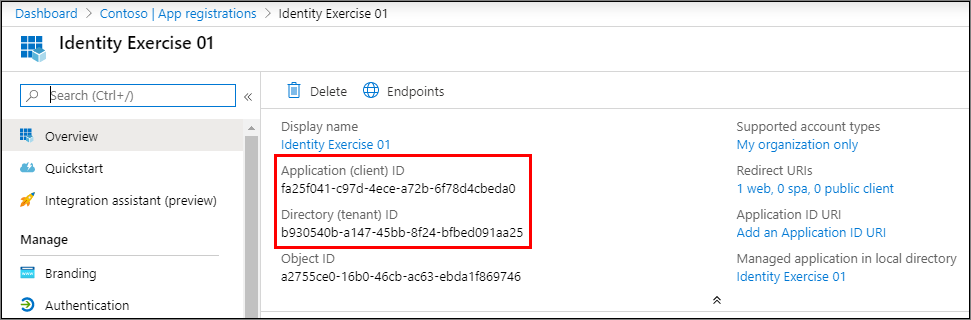 Dashboard > Contoso | App registrations > Identity Exercise 01
Identity Exercise 01
Search (Ctrl+/)
«
Overview
Quickstart
Integration assistant (preview)
Manage
Branding
Authentication
Delete
Endpoints
Display name
Identity Exercise 01
Application (client) ID
fa25f041-c97d-4ece-a72b-6f78d4cbeda0
Directory (tenant) ID
b930540b-a147-45bb-8f24-bfbed091aa25
Object ID
a2755ce0-16b0-46cb-ac63-ebda1f869746
Supported account types
My organization only
Redirect URIs
1 web, 0 spa, 0 public client
Application ID URI
Add an Application ID URI
Managed application in local directory
Identity Exercise 01